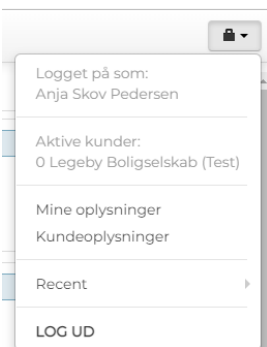 Logget på som:
Anja Skov Pedersen
Aktive kunder:
0 Legeby Boligselskab (Test)
Mine oplysninger
Kundeoplysninger
Recent
LOG UD